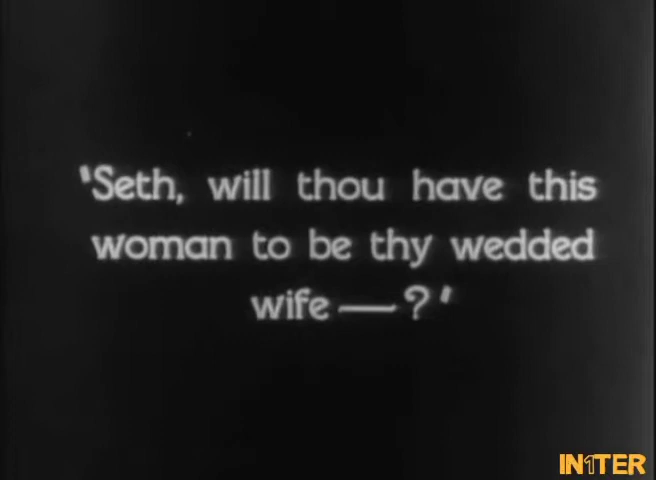 'Seth, will thou have this
woman to be thy wedded
wife — ?'
IN1TER